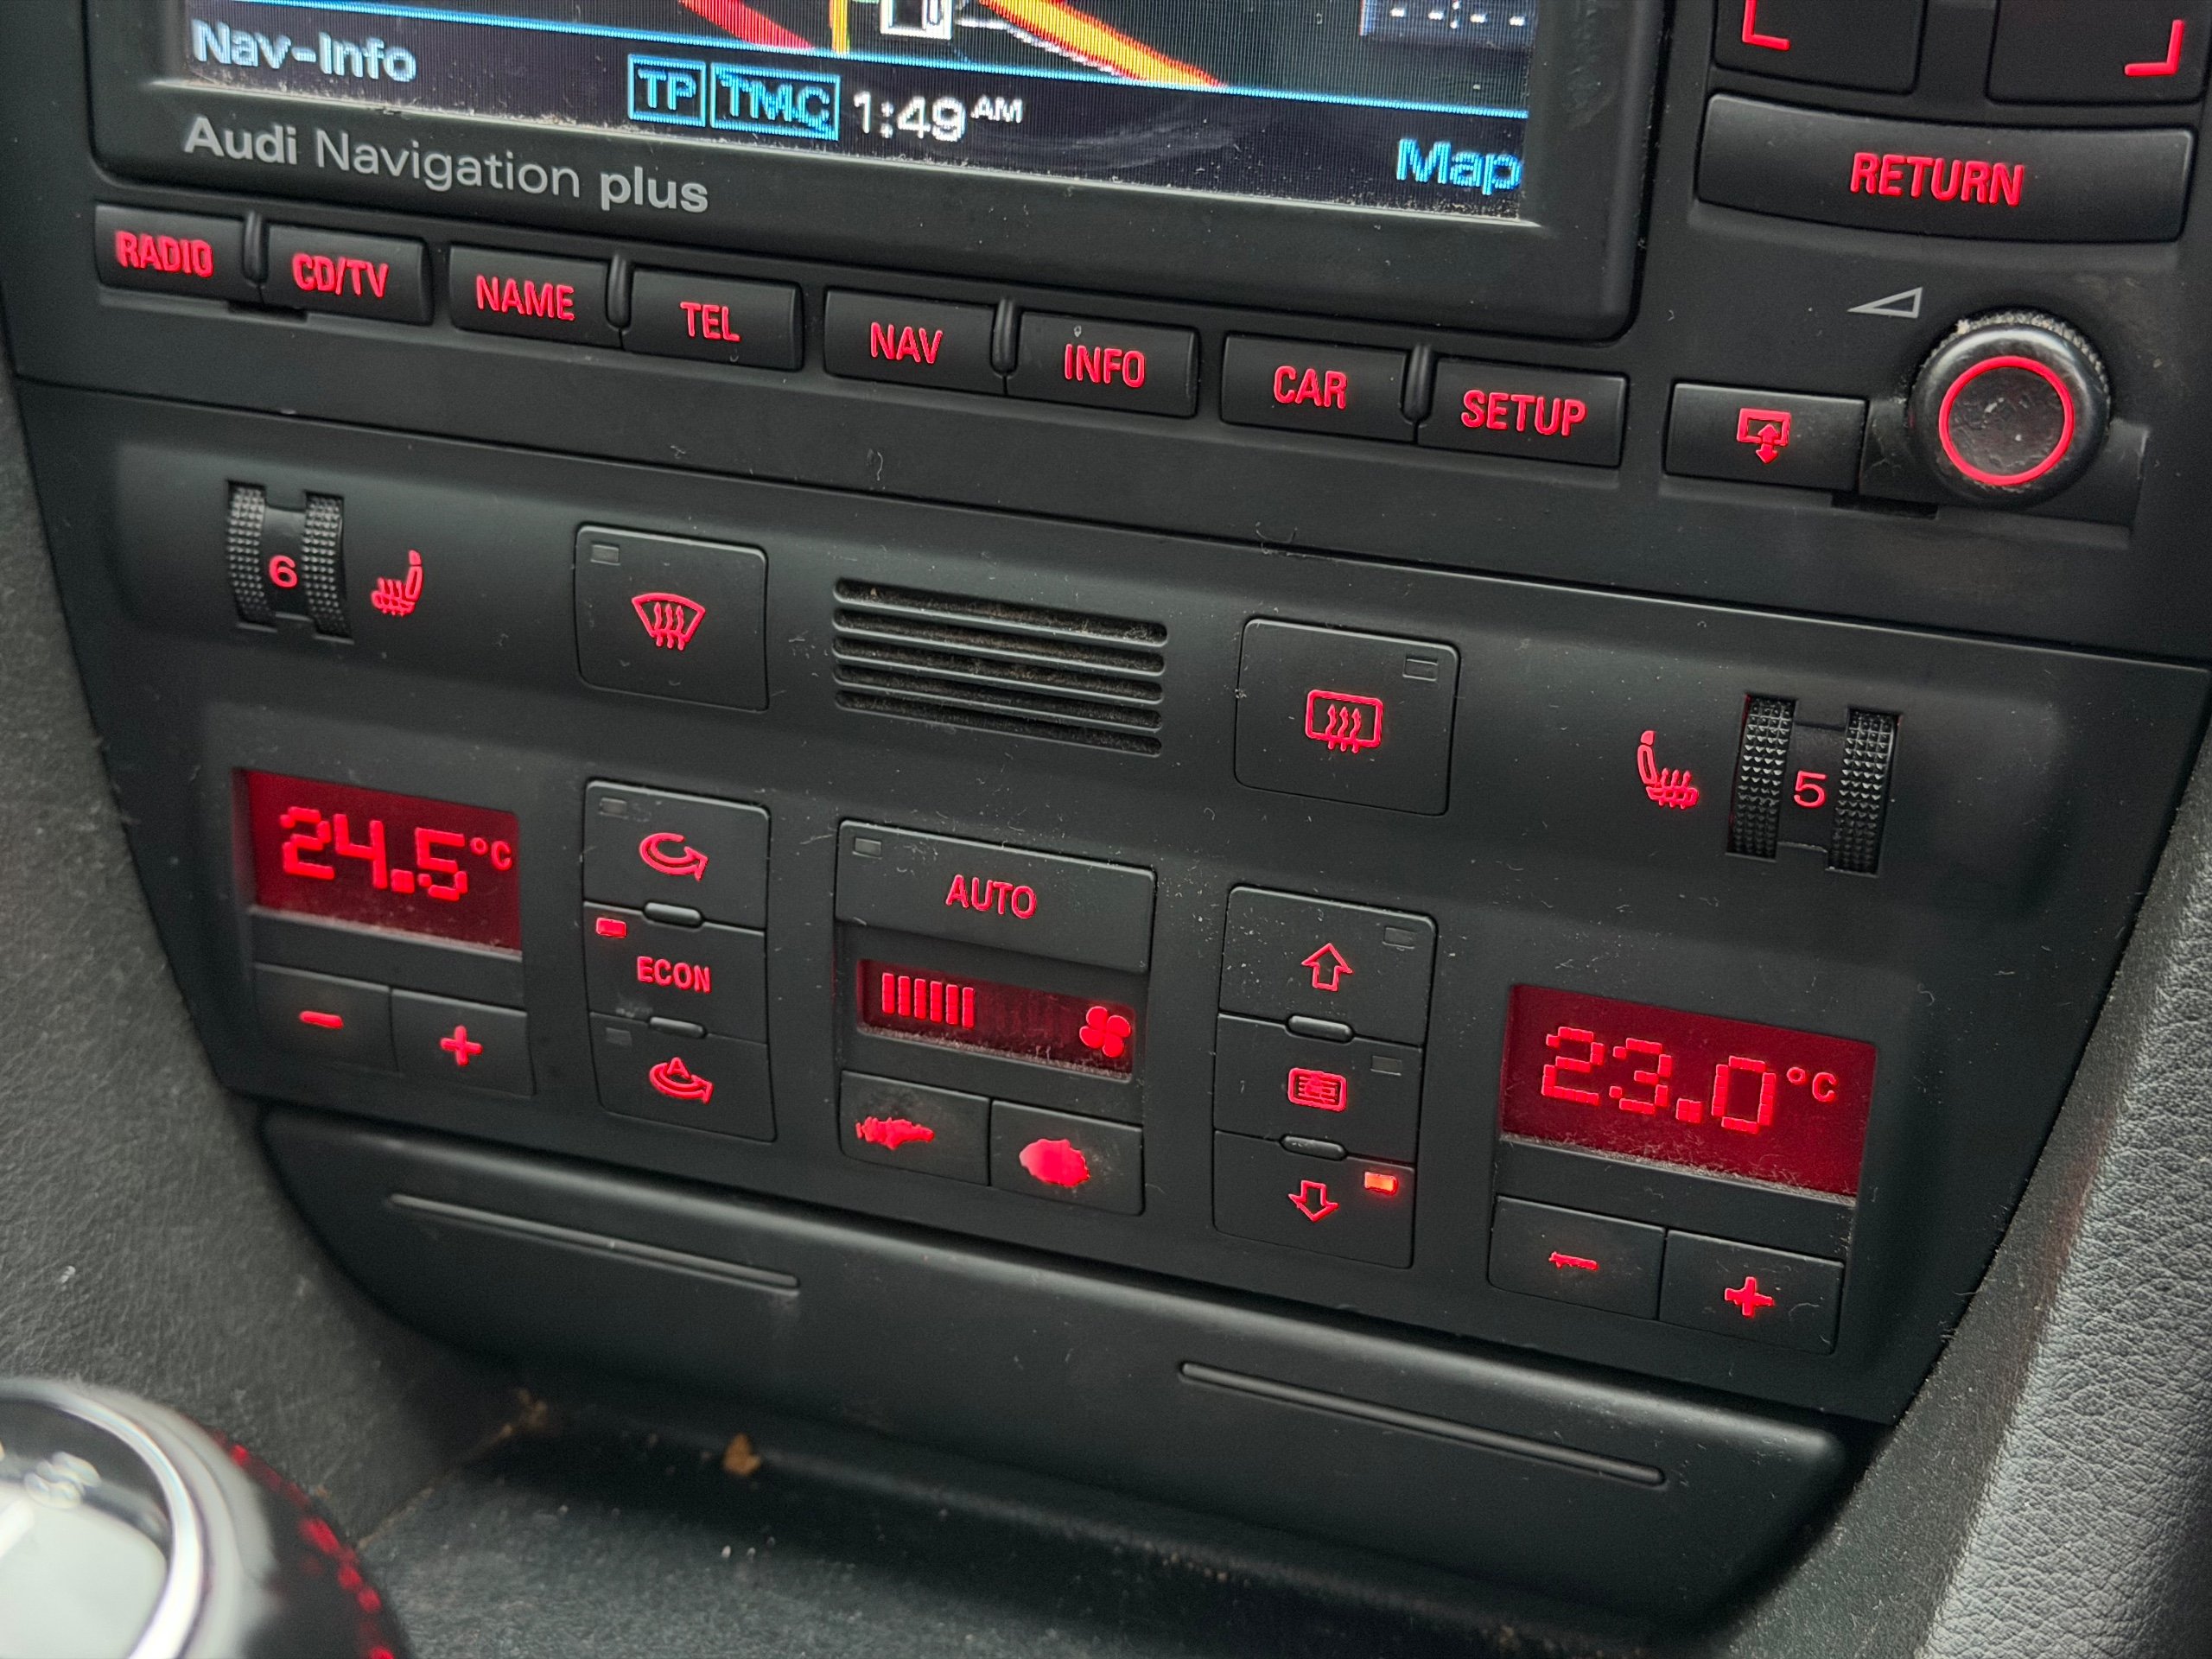 Nav-Info
TP TMC 1:49 AM
Map
Audi Navigation plus
RETURN
RADIO CD/TV NAME TEL NAV INFO CAR SETUP
6
5
24.5°C
AUTO
ECON
A
23.0°C